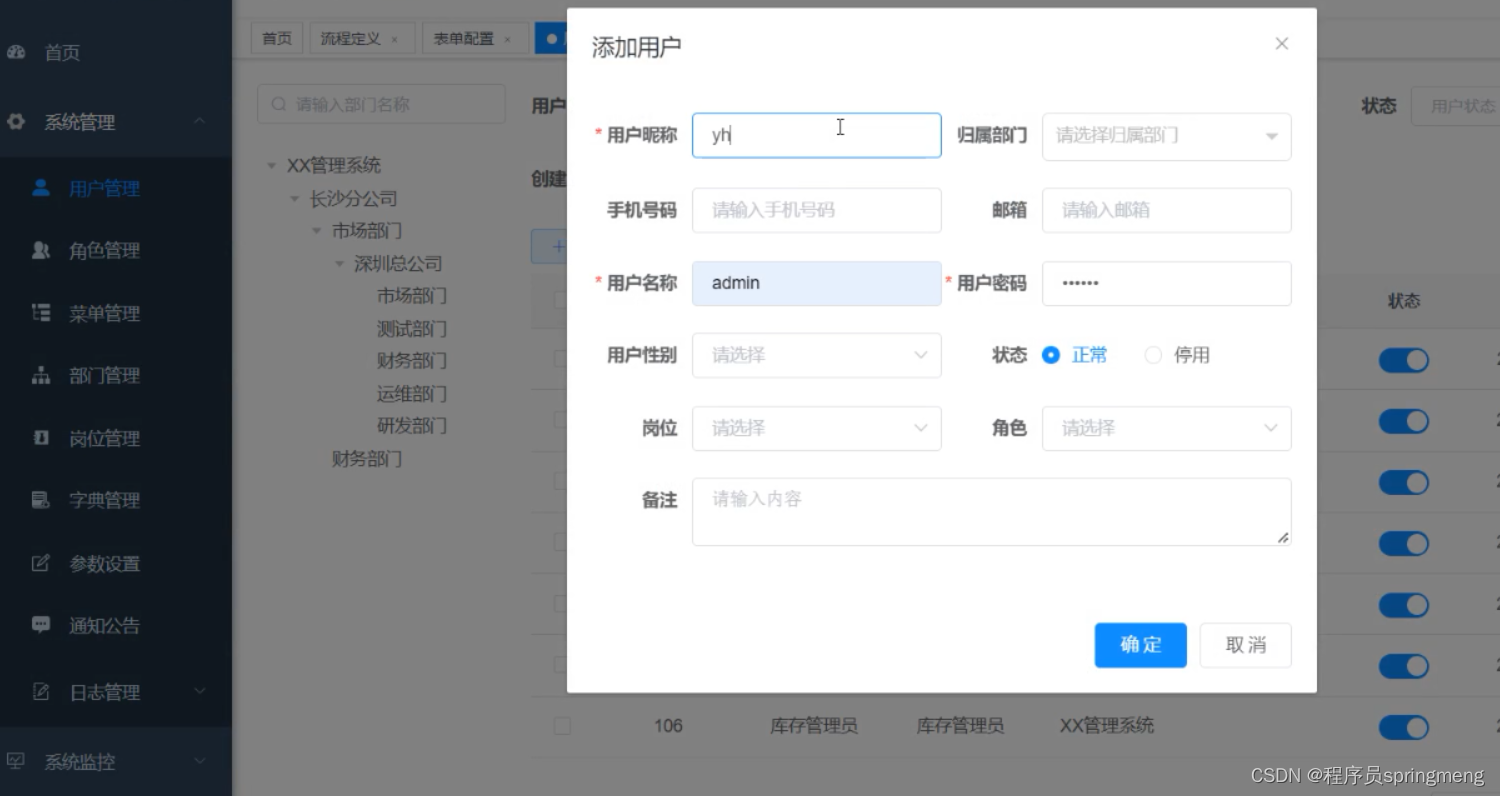 首页
系统管理
用户管理
角色管理
菜单管理
部门管理
岗位管理
字典管理
参数设置
通知公告
日志管理
系统监控
首页 流程定义 × 表单配置 ×
请输入部门名称
XX管理系统
长沙分公司
市场部门
深圳总公司
市场部门
测试部门
财务部门
运维部门
研发部门
财务部门
用户
创建
状态 用户状态
状态
添加用户
* 用户昵称 yh 归属部门 请选择归属部门
手机号码 请输入手机号码 邮箱 请输入邮箱
* 用户名称 admin * 用户密码 ••••••
用户性别 请选择 状态 正常 停用
岗位 请选择 角色 请选择
备注 请输入内容
确定 取消
106 库存管理员 库存管理员 XX管理系统
CSDN @程序员springmeng